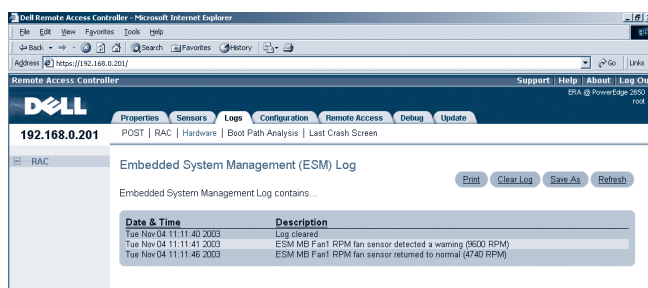 Dell Remote Access Controller - Microsoft Internet Explorer
File Edit View Favorites Tools Help
Back Search Favorites History
Address https://192.168.0.201/ Go Links
Remote Access Controller Support Help About Log Ou
ERA @ PowerEdge 2650
root
DELL
Properties Sensors Logs Configuration Remote Access Debug Update
192.168.0.201
POST | RAC | Hardware | Boot Path Analysis | Last Crash Screen
RAC
Embedded System Management (ESM) Log
Print Clear Log Save As Refresh
Embedded System Management Log contains...
Date & Time Description
Tue Nov 04 11:11:40 2003 Log cleared
Tue Nov 04 11:11:41 2003 ESM MB Fan1 RPM fan sensor detected a warning (9600 RPM)
Tue Nov 04 11:11:46 2003 ESM MB Fan1 RPM fan sensor returned to normal (4740 RPM)